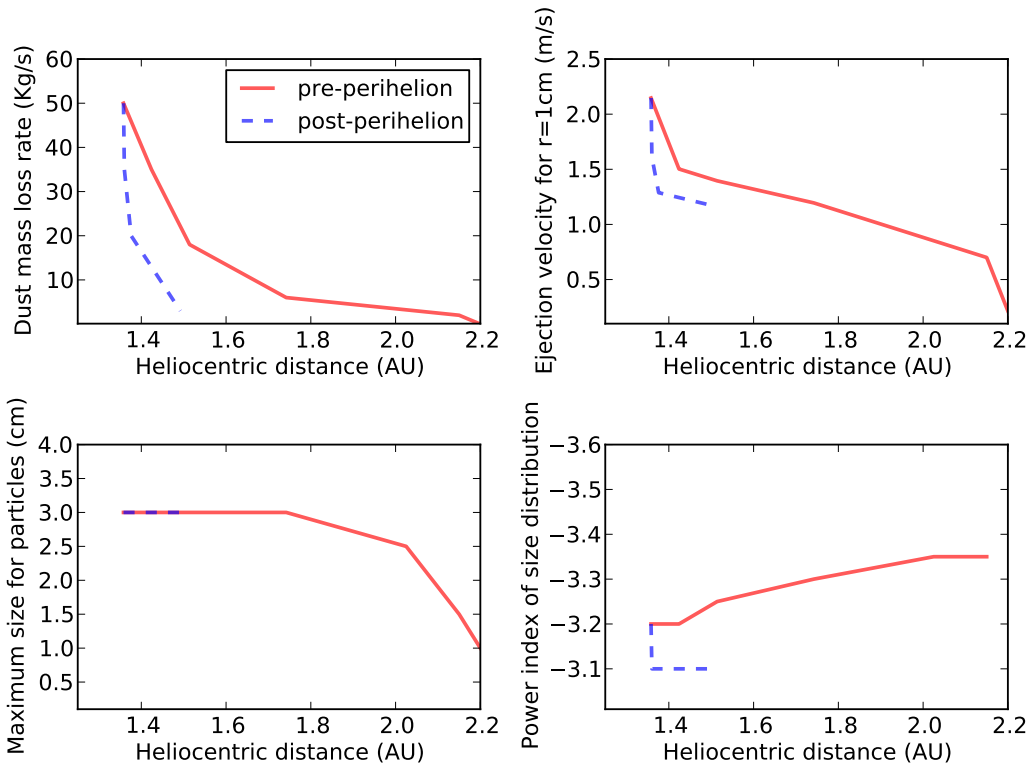 Dust mass loss rate (Kg/s)
60
50
40
30
20
10
pre-perihelion
post-perihelion
1.4 1.6 1.8 2.0 2.2
Heliocentric distance (AU)
Ejection velocity for r=1cm (m/s)
2.5
2.0
1.5
1.0
0.5
1.4 1.6 1.8 2.0 2.2
Heliocentric distance (AU)
Maximum size for particles (cm)
4.0
3.5
3.0
2.5
2.0
1.5
1.0
0.5
1.4 1.6 1.8 2.0 2.2
Heliocentric distance (AU)
Power index of size distribution
−3.6
−3.5
−3.4
−3.3
−3.2
−3.1
1.4 1.6 1.8 2.0 2.2
Heliocentric distance (AU)